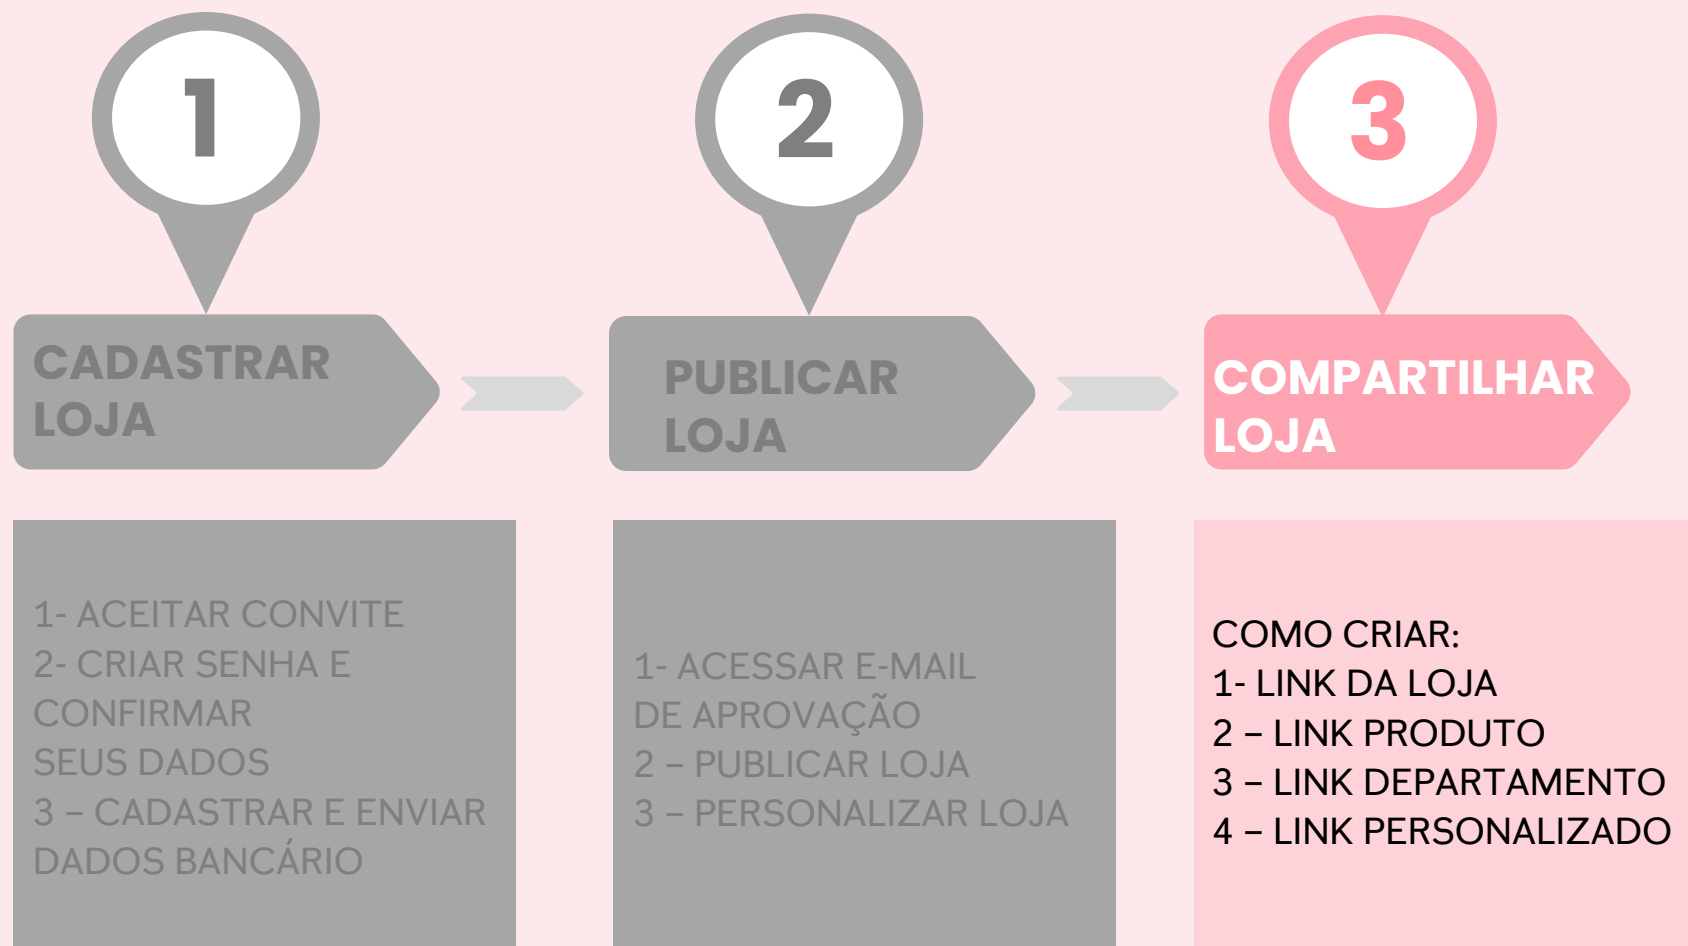 1
CADASTRAR
LOJA
1- ACEITAR CONVITE
2- CRIAR SENHA E
CONFIRMAR
SEUS DADOS
3 – CADASTRAR E ENVIAR
DADOS BANCÁRIO
2
PUBLICAR
LOJA
1- ACESSAR E-MAIL
DE APROVAÇÃO
2 – PUBLICAR LOJA
3 – PERSONALIZAR LOJA
3
COMPARTILHAR
LOJA
COMO CRIAR:
1- LINK DA LOJA
2 – LINK PRODUTO
3 – LINK DEPARTAMENTO
4 – LINK PERSONALIZADO